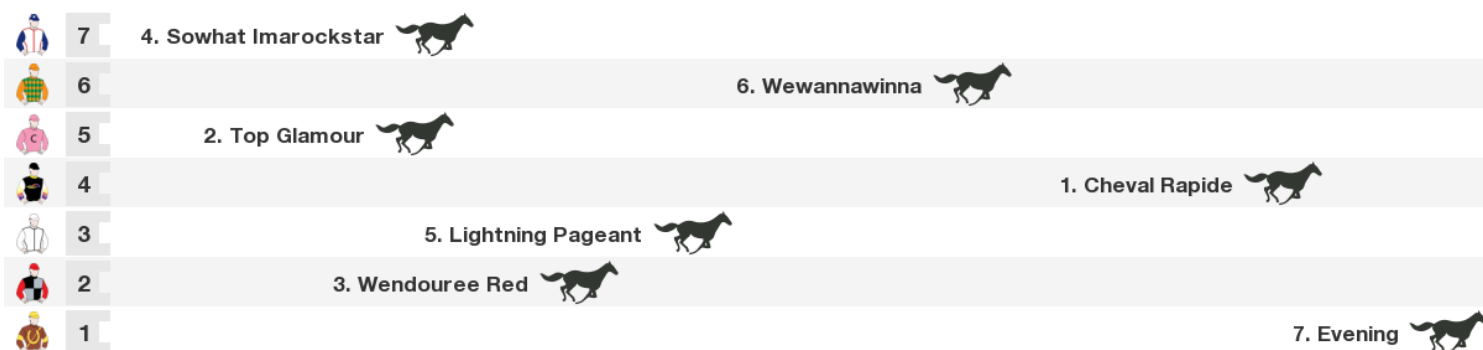 7 4. Sowhat Imarockstar
6 6. Wewannawinna
C 5 2. Top Glamour
4 1. Cheval Rapide
3 5. Lightning Pageant
2 3. Wendouree Red
1 7. Evening